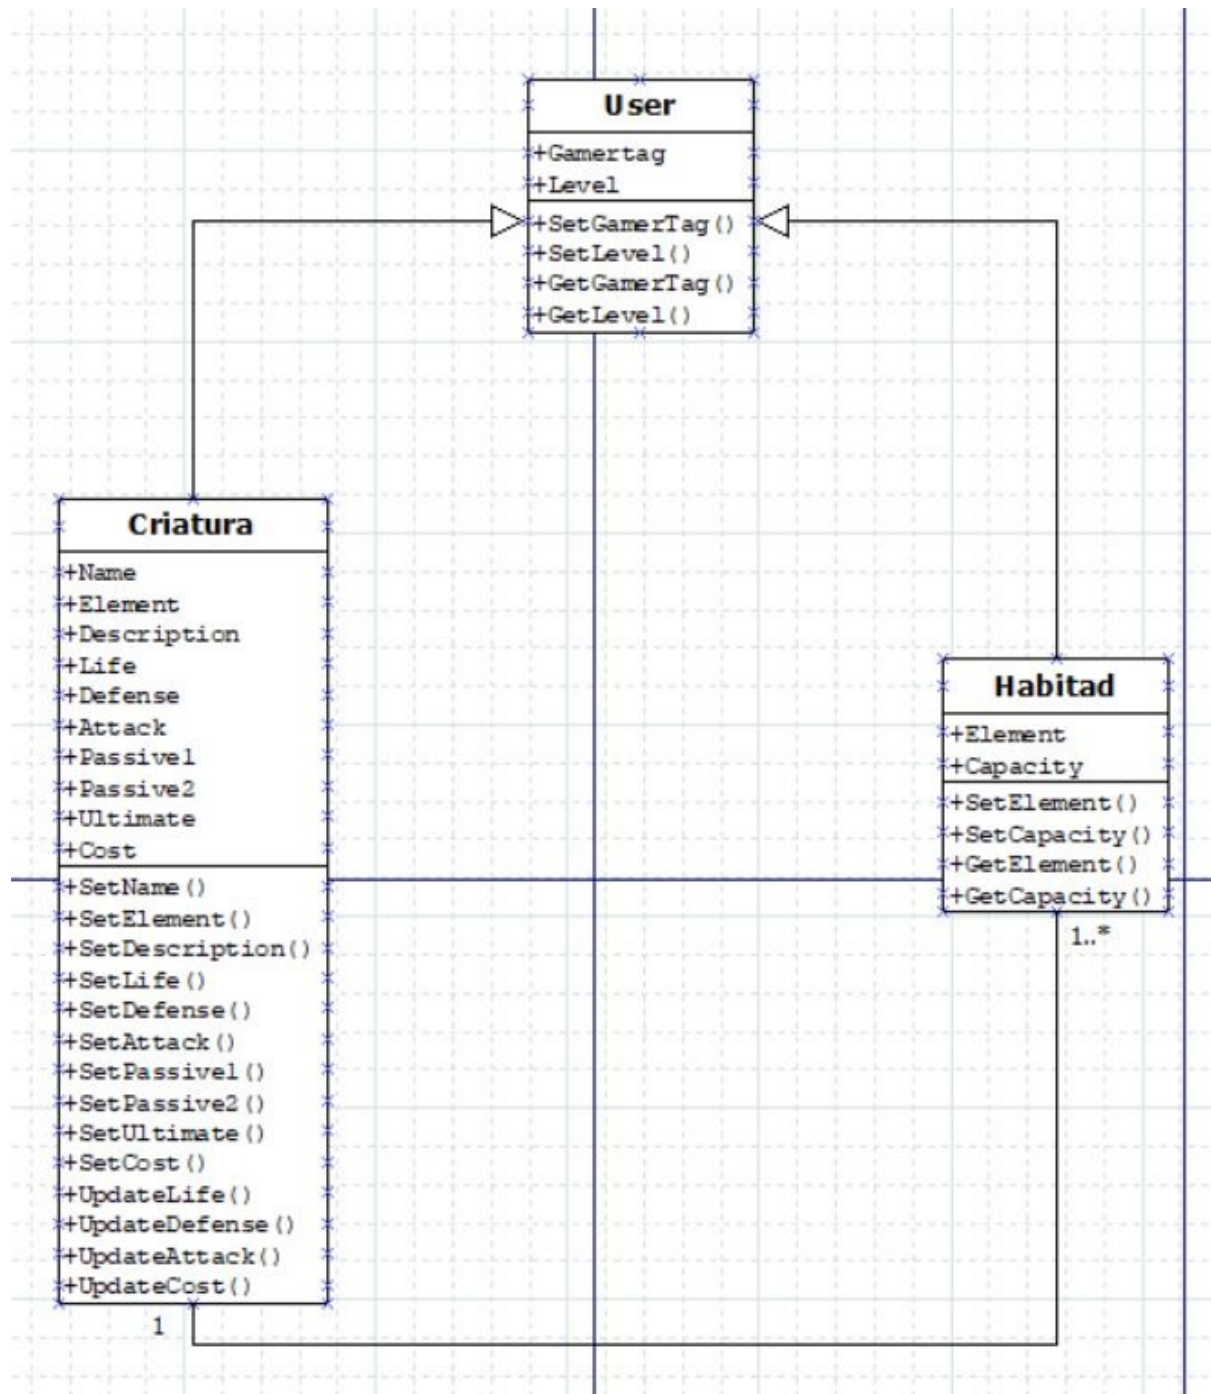 User
+Gamertag
+Level
+SetGamerTag()
+SetLevel()
+GetGamerTag()
+GetLevel()
Criatura
+Name
+Element
+Description
+Life
+Defense
+Attack
+Passive1
+Passive2
+Ultimate
+Cost
+SetName()
+SetElement()
+SetDescription()
+SetLife()
+SetDefense()
+SetAttack()
+SetPassive1()
+SetPassive2()
+SetUltimate()
+SetCost()
+UpdateLife()
+UpdateDefense()
+UpdateAttack()
+UpdateCost()
1
Habitad
+Element
+Capacity
+SetElement()
+SetCapacity()
+GetElement()
+GetCapacity()
1..*